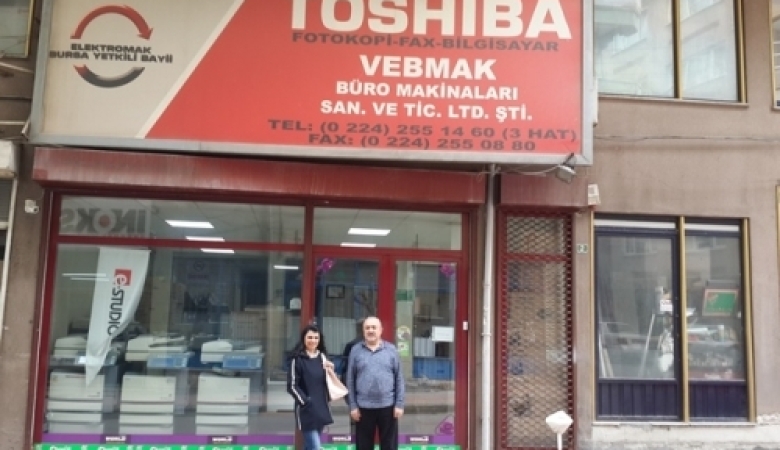 TOSHIBA
FOTOKOPİ-FAX-BİLGİSAYAR
ELEKTROMAK
BURSA YETKİLİ BAYİİ
VEBMAK
BÜRO MAKİNALARI
SAN. VE TİC. LTD. ŞTİ.
TEL: (0 224) 255 14 60 (3 HAT)
FAX: (0 224) 255 08 80
INOKS
e-STUDIO